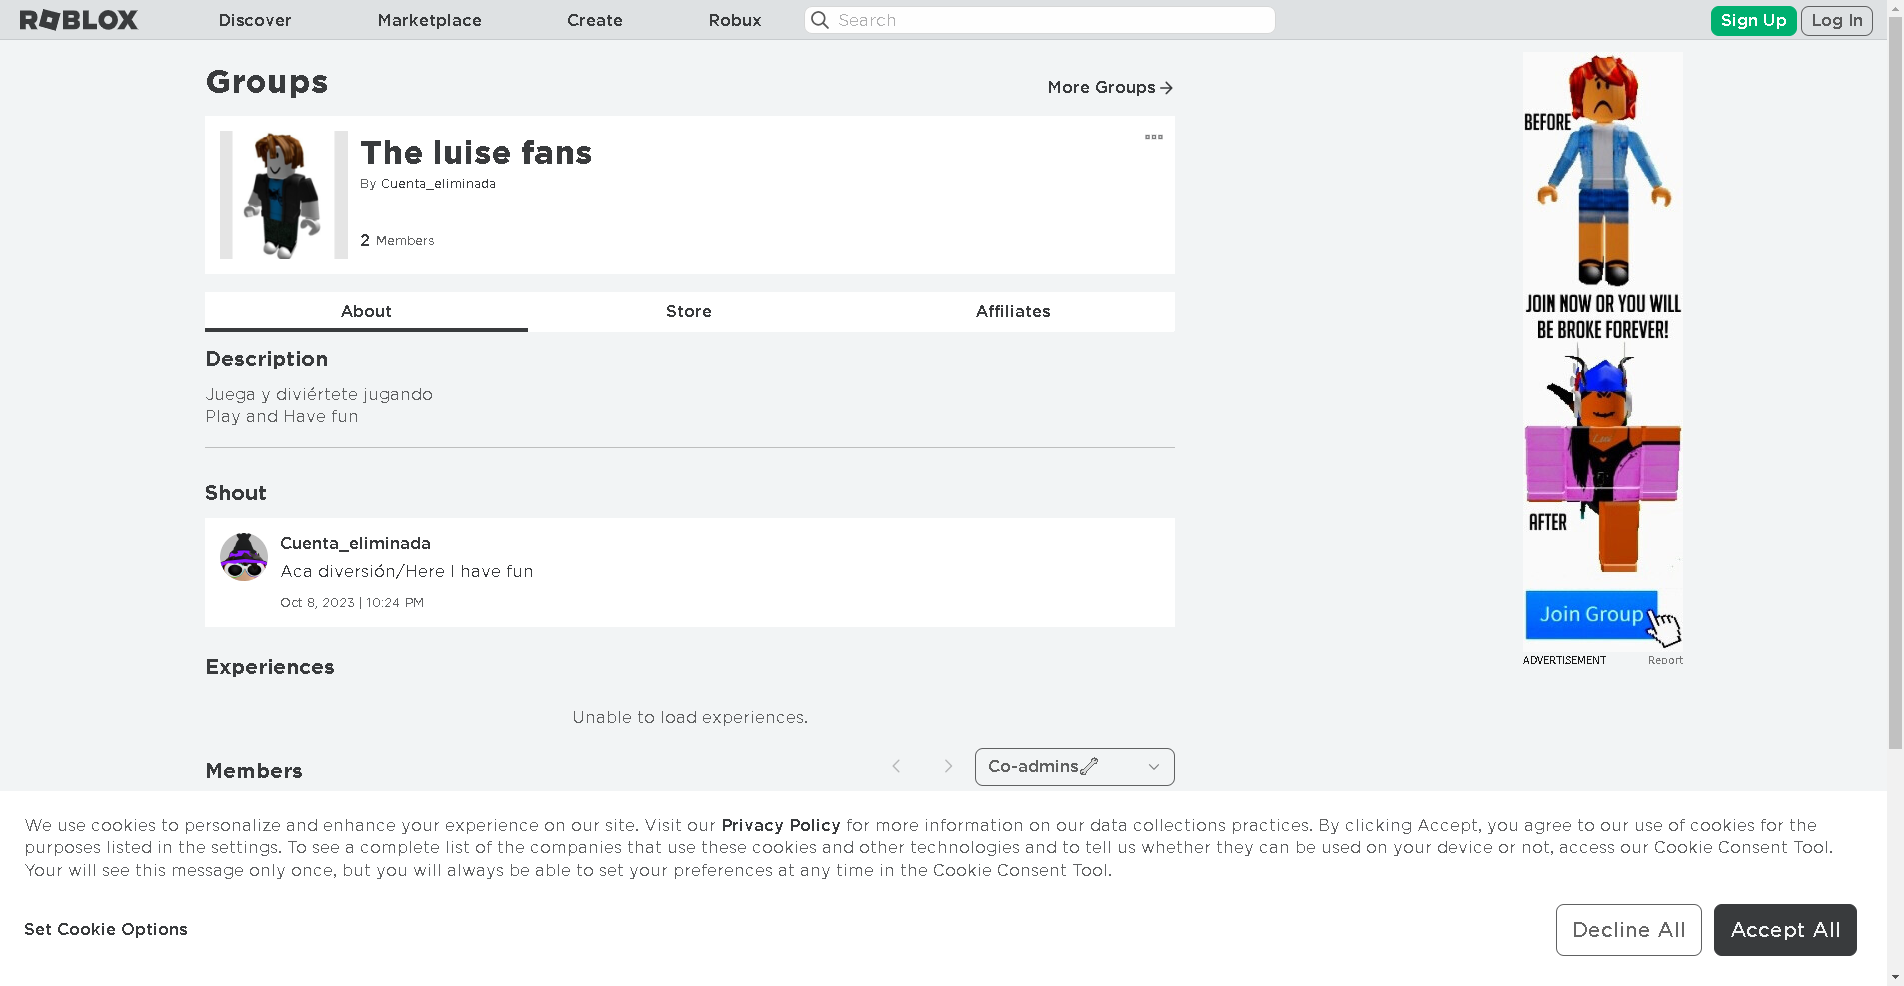 ROBLOX
Discover
Marketplace
Create
Robux
Search
Sign Up
Log In
Groups
More Groups
The luise fans
By Cuenta_eliminada
2 Members
About
Store
Affiliates
Description
Juega y diviértete jugando
Play and Have fun
Shout
Cuenta_eliminada
Aca diversión/Here I have fun
Oct 8, 2023 | 10:24 PM
Experiences
Unable to load experiences.
Members
Co-admins
BEFORE
JOIN NOW OR YOU WILL
BE BROKE FOREVER!
AFTER
Join Group
ADVERTISEMENT
Report
We use cookies to personalize and enhance your experience on our site. Visit our Privacy Policy for more information on our data collections practices. By clicking Accept, you agree to our use of cookies for the
purposes listed in the settings. To see a complete list of the companies that use these cookies and other technologies and to tell us whether they can be used on your device or not, access our Cookie Consent Tool.
Your will see this message only once, but you will always be able to set your preferences at any time in the Cookie Consent Tool.
Set Cookie Options
Decline All
Accept All